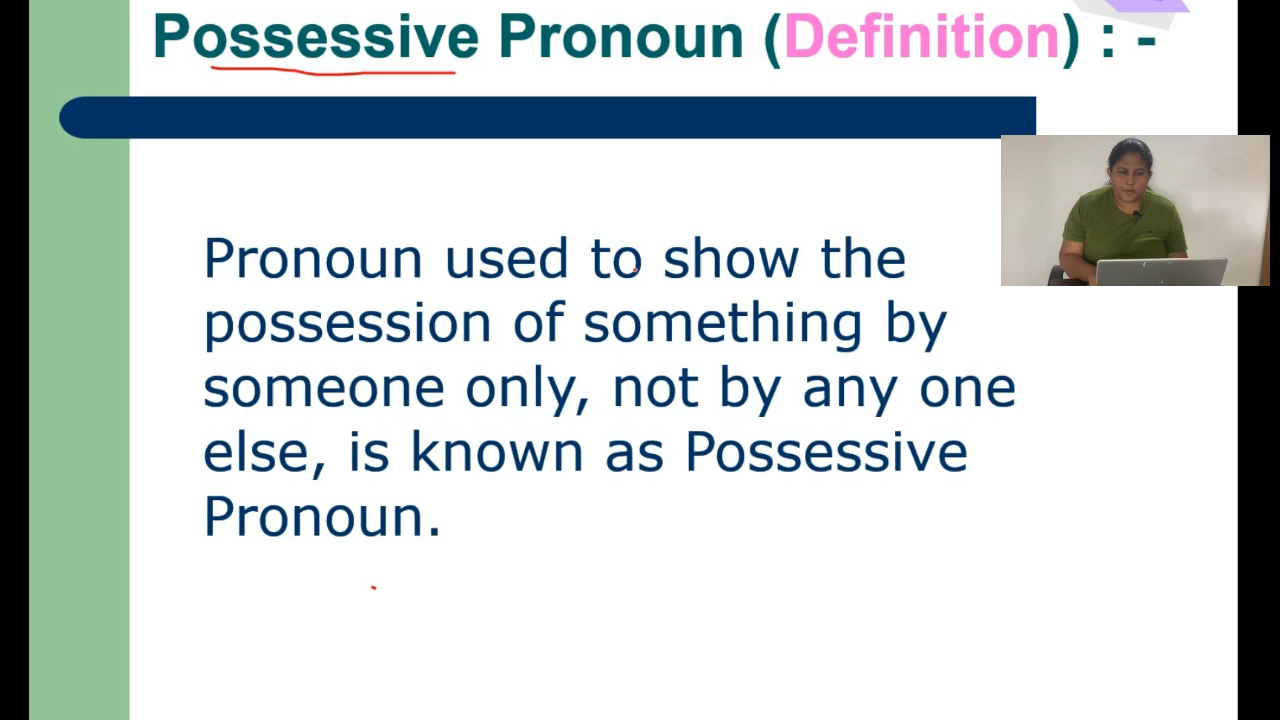 Possessive Pronoun (Definition) : -
Pronoun used to show the
possession of something by
someone only, not by any one
else, is known as Possessive
Pronoun.